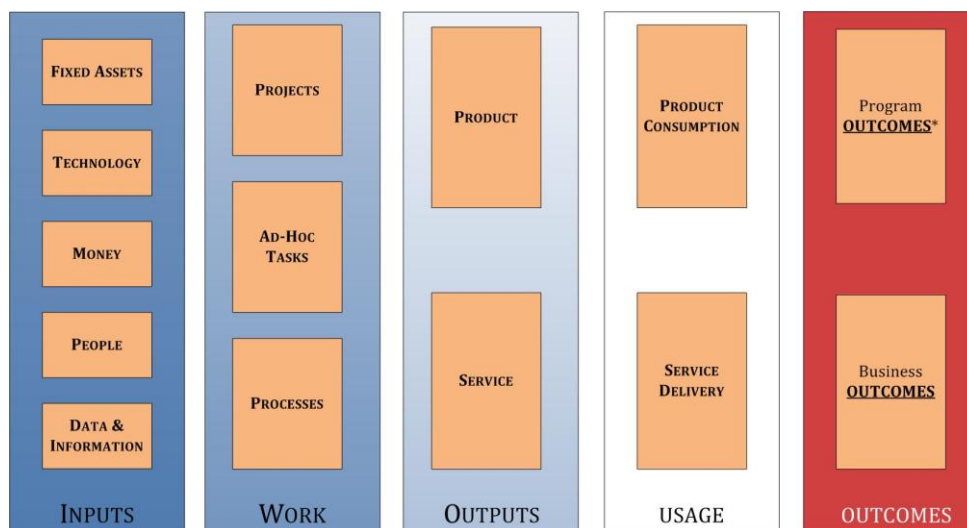 FIXED ASSETS
TECHNOLOGY
MONEY
PEOPLE
DATA &
INFORMATION
INPUTS
PROJECTS
AD-HOC
TASKS
PROCESSES
WORK
PRODUCT
SERVICE
OUTPUTS
PRODUCT
CONSUMPTION
SERVICE
DELIVERY
USAGE
Program
OUTCOMES*
Business
OUTCOMES
OUTCOMES